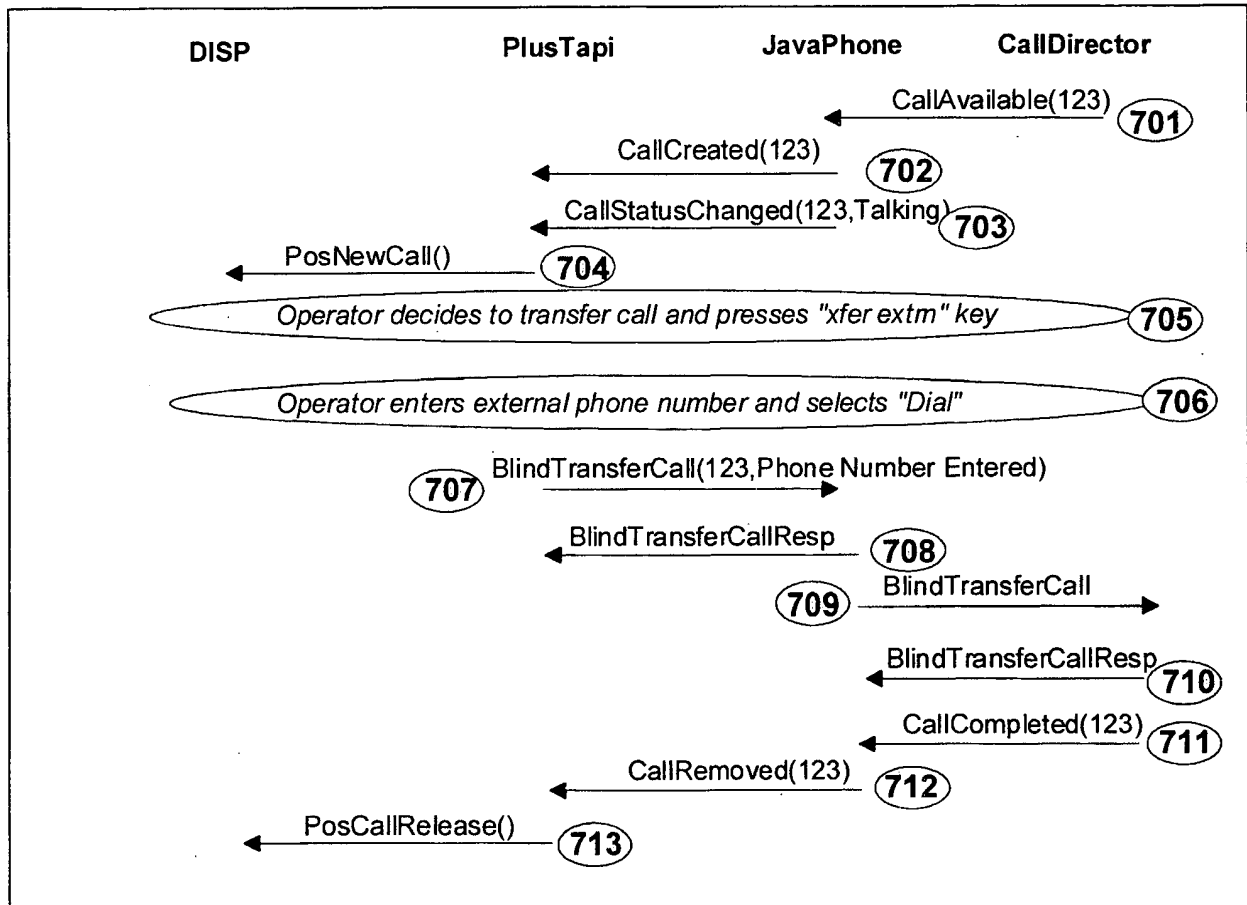 DISP PlusTapi JavaPhone CallDirector
CallAvailable(123) 701
CallCreated(123) 702
CallStatusChanged(123,Talking) 703
PosNewCall() 704
Operator decides to transfer call and presses "xfer extrn" key 705
Operator enters external phone number and selects "Dial" 706
707 BlindTransferCall(123,Phone Number Entered)
BlindTransferCallResp 708
709 BlindTransferCall
BlindTransferCallResp 710
CallCompleted(123) 711
CallRemoved(123) 712
PosCallRelease() 713